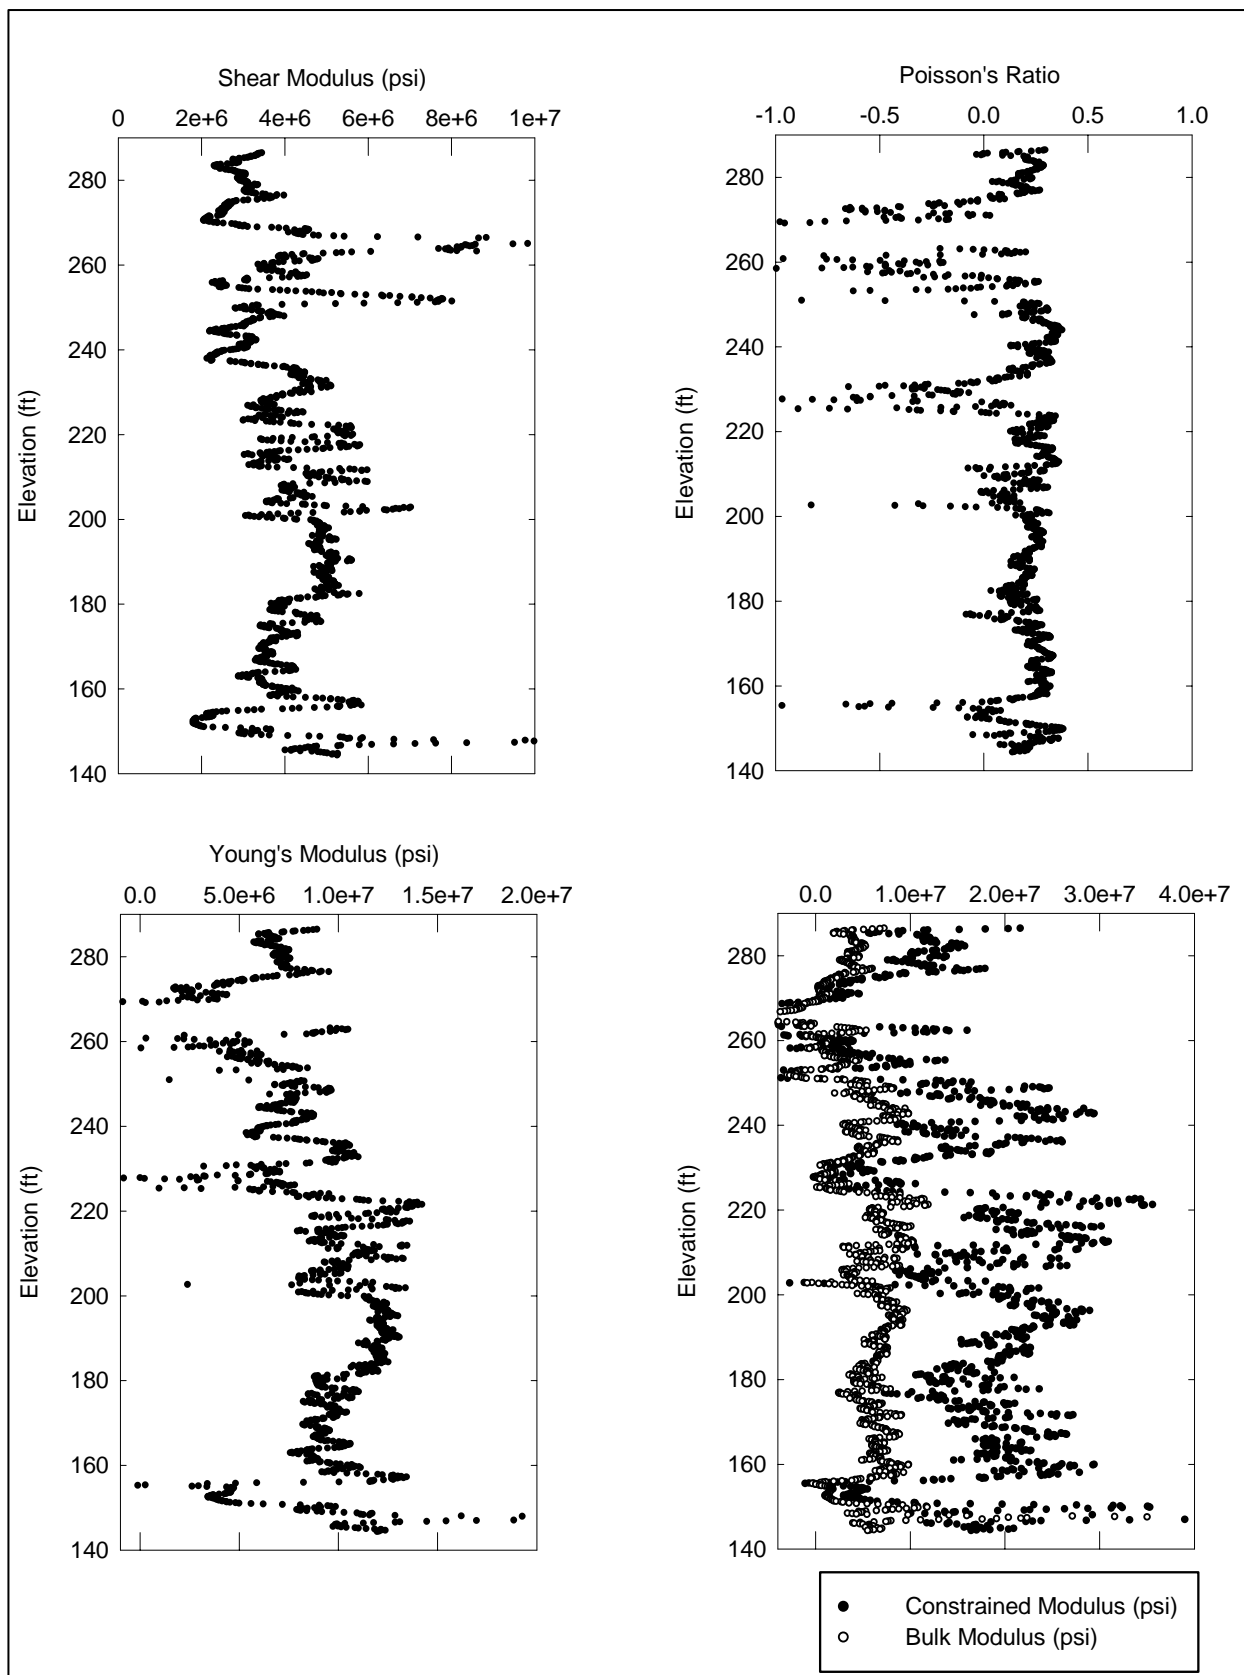 Shear Modulus (psi)
0 2e+6 4e+6 6e+6 8e+6 1e+7
Elevation (ft)
280
260
240
220
200
180
160
140
Poisson's Ratio
-1.0 -0.5 0.0 0.5 1.0
Elevation (ft)
280
260
240
220
200
180
160
140
Young's Modulus (psi)
0.0 5.0e+6 1.0e+7 1.5e+7 2.0e+7
Elevation (ft)
280
260
240
220
200
180
160
140
0.0 1.0e+7 2.0e+7 3.0e+7 4.0e+7
Elevation (ft)
280
260
240
220
200
180
160
140
Constrained Modulus (psi)
Bulk Modulus (psi)